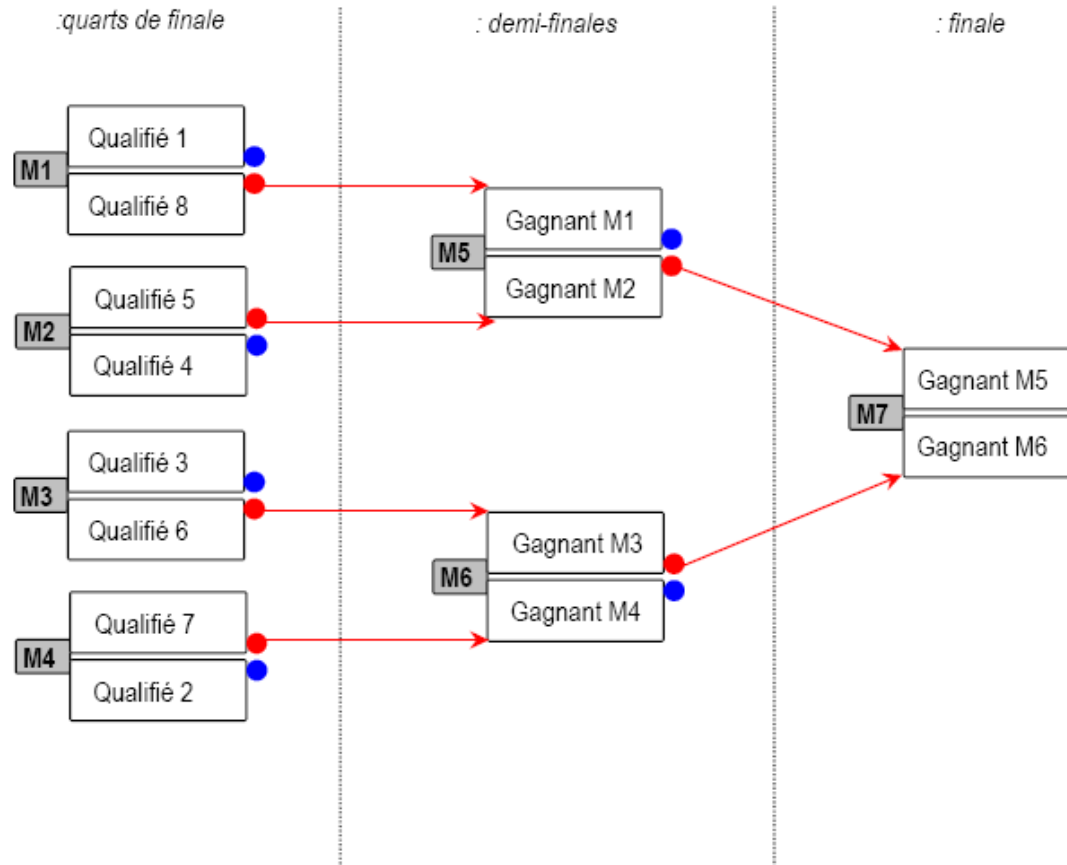 :quarts de finale
: demi-finales
: finale
M1
Qualifié 1
Qualifié 8
M2
Qualifié 5
Qualifié 4
M3
Qualifié 3
Qualifié 6
M4
Qualifié 7
Qualifié 2
M5
Gagnant M1
Gagnant M2
M6
Gagnant M3
Gagnant M4
M7
Gagnant M5
Gagnant M6